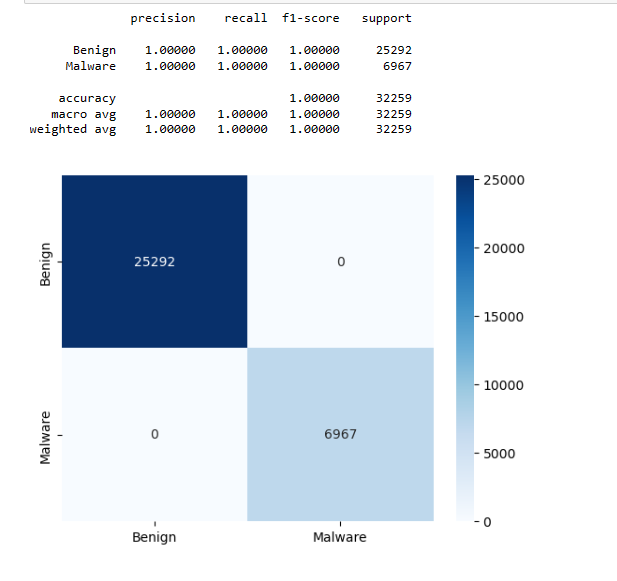 precision recall f1-score support
Benign 1.00000 1.00000 1.00000 25292
Malware 1.00000 1.00000 1.00000 6967
accuracy 1.00000 32259
macro avg 1.00000 1.00000 1.00000 32259
weighted avg 1.00000 1.00000 1.00000 32259
25000
20000
15000
10000
5000
0
Benign
25292 0
Malware
0 6967
Benign Malware